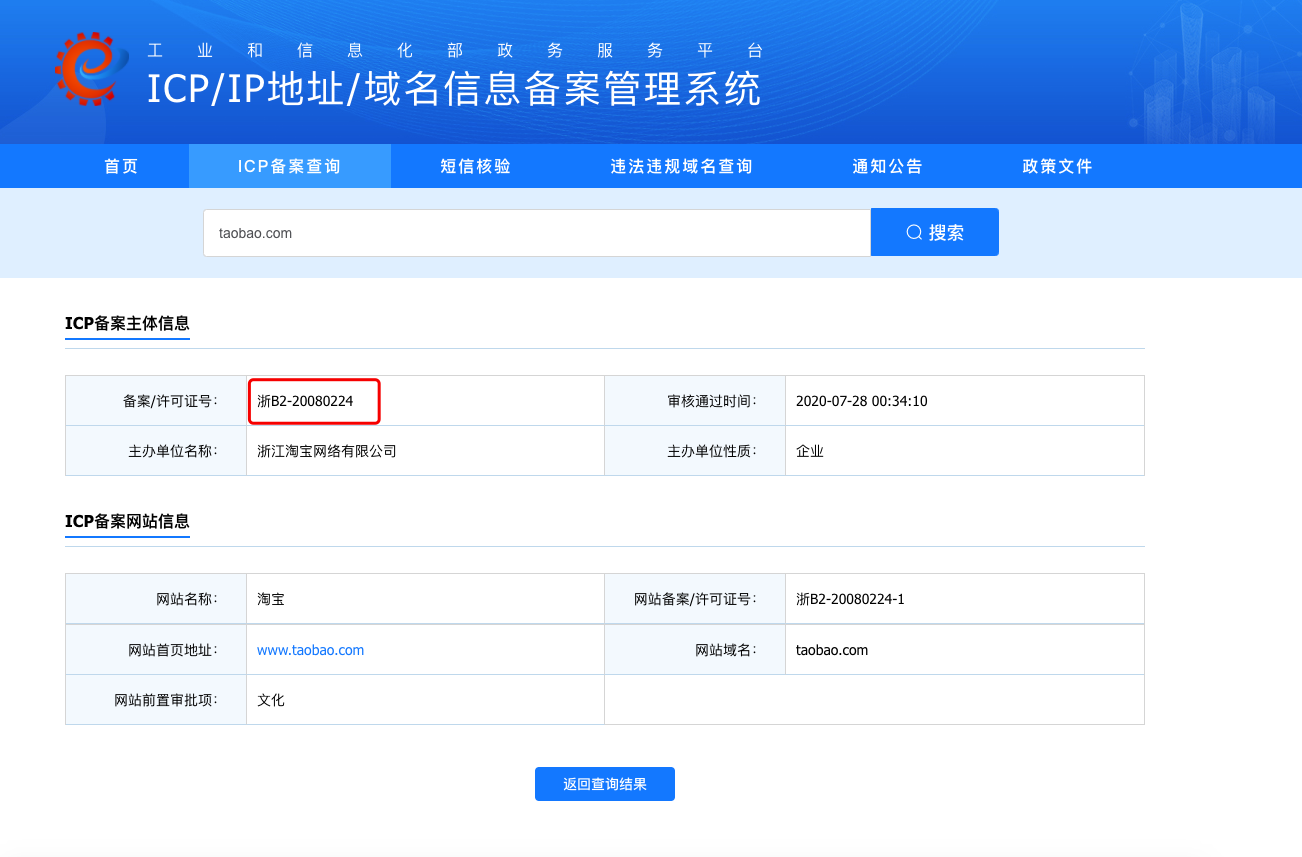 工业和信息化部政务服务平台
ICP/IP地址/域名信息备案管理系统
首页 ICP备案查询 短信核验 违法违规域名查询 通知公告 政策文件
taobao.com 搜索
ICP备案主体信息
备案/许可证号: 浙B2-20080224 审核通过时间: 2020-07-28 00:34:10
主办单位名称: 浙江淘宝网络有限公司 主办单位性质: 企业
ICP备案网站信息
网站名称: 淘宝 网站备案/许可证号: 浙B2-20080224-1
网站首页地址: www.taobao.com 网站域名: taobao.com
网站前置审批项: 文化
返回查询结果